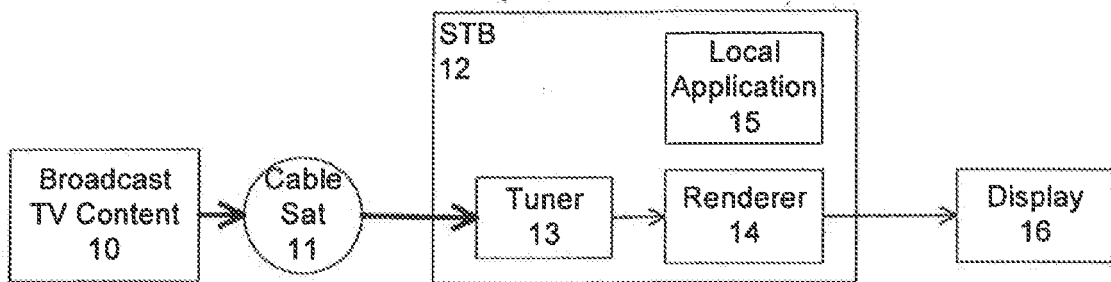 STB
12
Local
Application
15
Broadcast
TV Content
10
Cable
Sat
11
Tuner
13
Renderer
14
Display
16